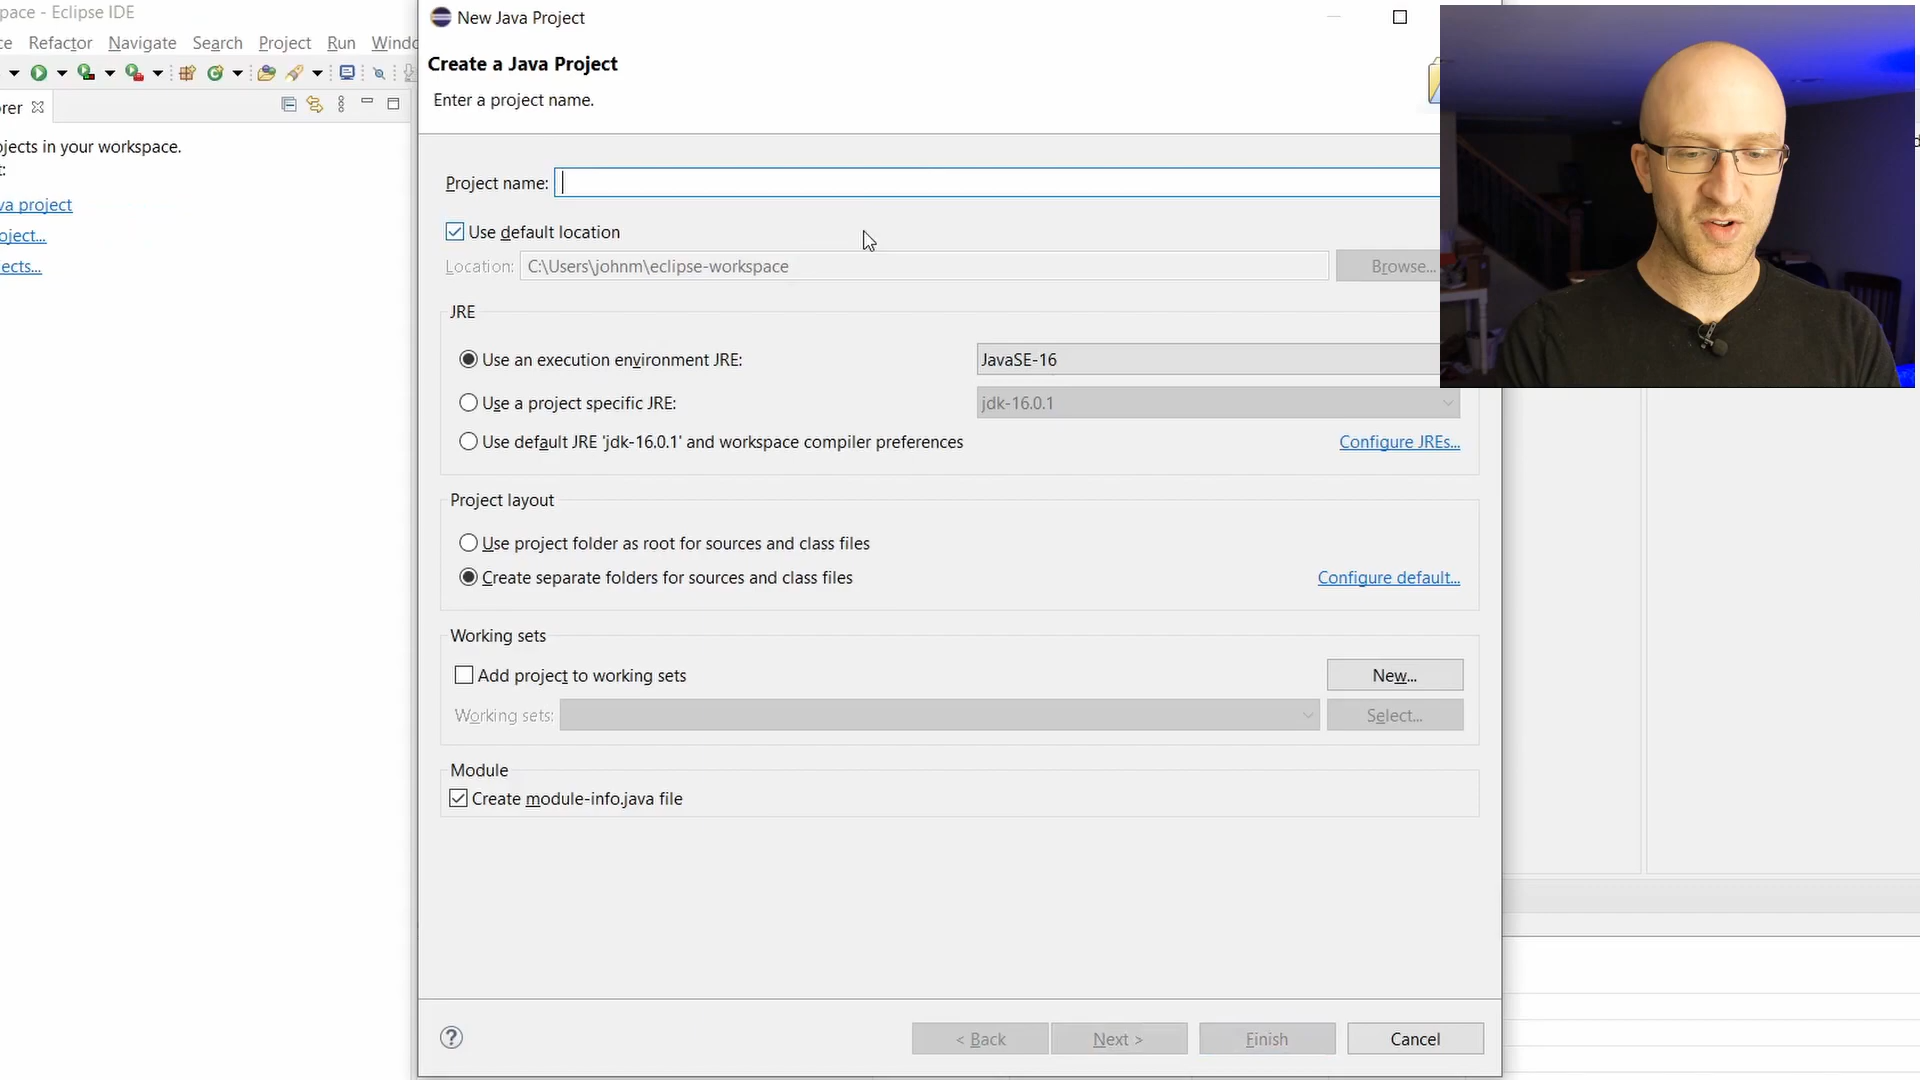 pace - Eclipse IDE
ce Refactor Navigate Search Project Run Windo
rer
jects in your workspace.
t:
va project
oject...
ects...
New Java Project
Create a Java Project
Enter a project name.
Project name:
Use default location
Location: C:\Users\johnm\eclipse-workspace Browse...
JRE
Use an execution environment JRE: JavaSE-16
Use a project specific JRE: jdk-16.0.1
Use default JRE 'jdk-16.0.1' and workspace compiler preferences Configure JREs...
Project layout
Use project folder as root for sources and class files
Create separate folders for sources and class files Configure default...
Working sets
Add project to working sets New...
Working sets: Select...
Module
Create module-info.java file
? < Back Next > Finish Cancel